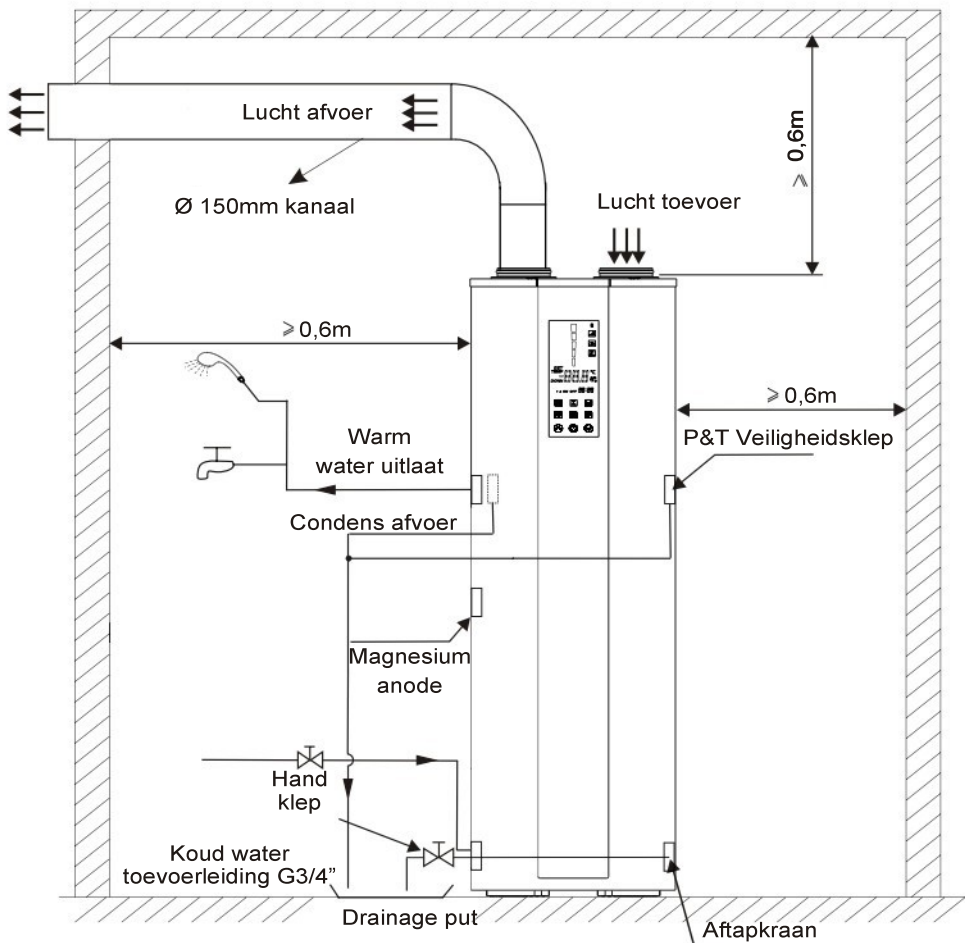 Lucht afvoer
Ø 150mm kanaal
Lucht toevoer
⩾ 0,6m
⩾ 0,6m
⩾ 0,6m
P&T Veiligheidsklep
Warm
water uitlaat
Condens afvoer
Magnesium
anode
Hand
klep
Koud water
toevoerleiding G3/4”
Drainage put
Aftapkraan